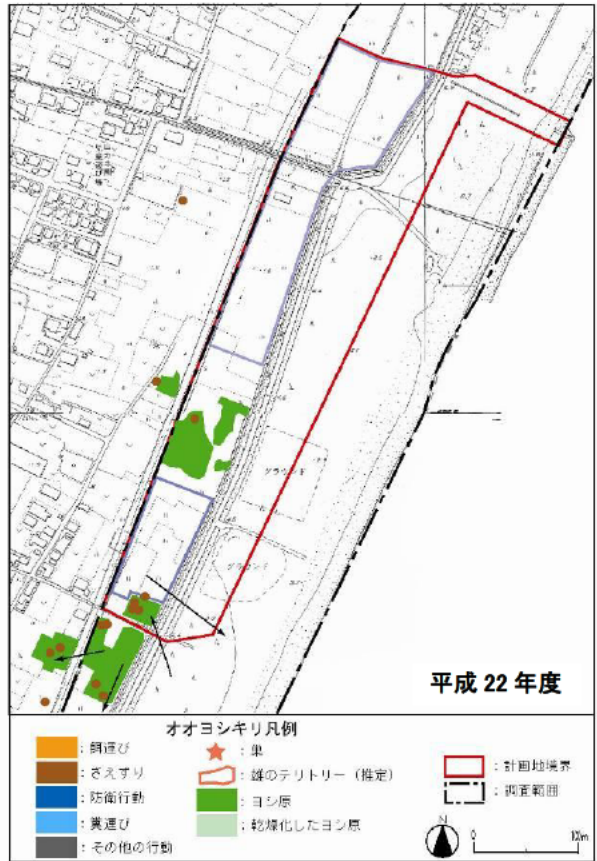 グラウンド
グラウンド
平成 22 年度
オオヨシキリ凡例
: 餌運び
: さえずり
: 防衛行動
: 糞運び
: その他の行動
: 巣
: 雄のテリトリー（推定）
: ヨシ原
: 乾燥化したヨシ原
: 計画地境界
: 調査範囲
N
0 100m